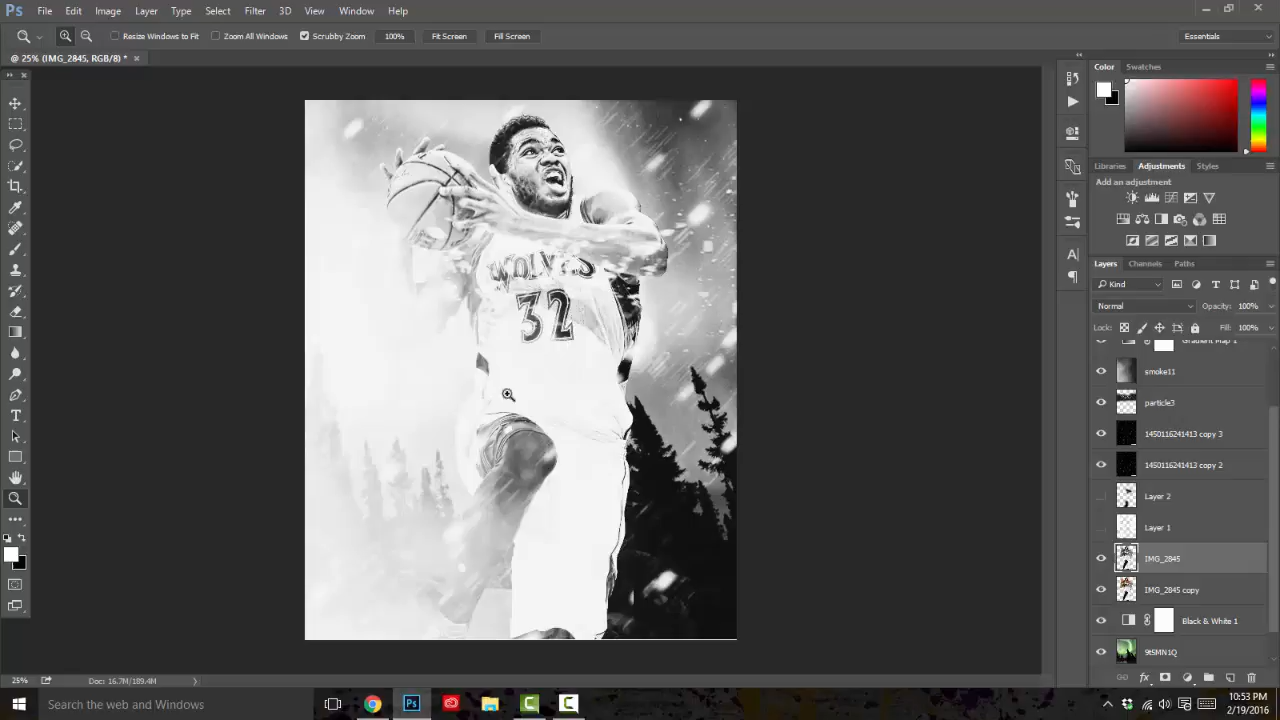 Ps File Edit Image Layer Type Select Filter 3D View Window Help
Resize Windows to Fit Zoom All Windows Scrubby Zoom 100% Fit Screen Fill Screen Essentials
@ 25% (IMG_2845, RGB/8) * ×
Color Swatches
Libraries Adjustments Styles
Add an adjustment
Layers Channels Paths
Kind
Normal Opacity: 100%
Lock: Fill: 100%
Gradient Map 1
smoke11
particle3
1450116241413 copy 3
1450116241413 copy 2
Layer 2
Layer 1
IMG_2845
IMG_2845 copy
Black & White 1
9t5MN1Q
WOLVES
32
25% Doc: 16.7M/189.4M
Search the web and Windows
Ps
10:53 PM
2/19/2016